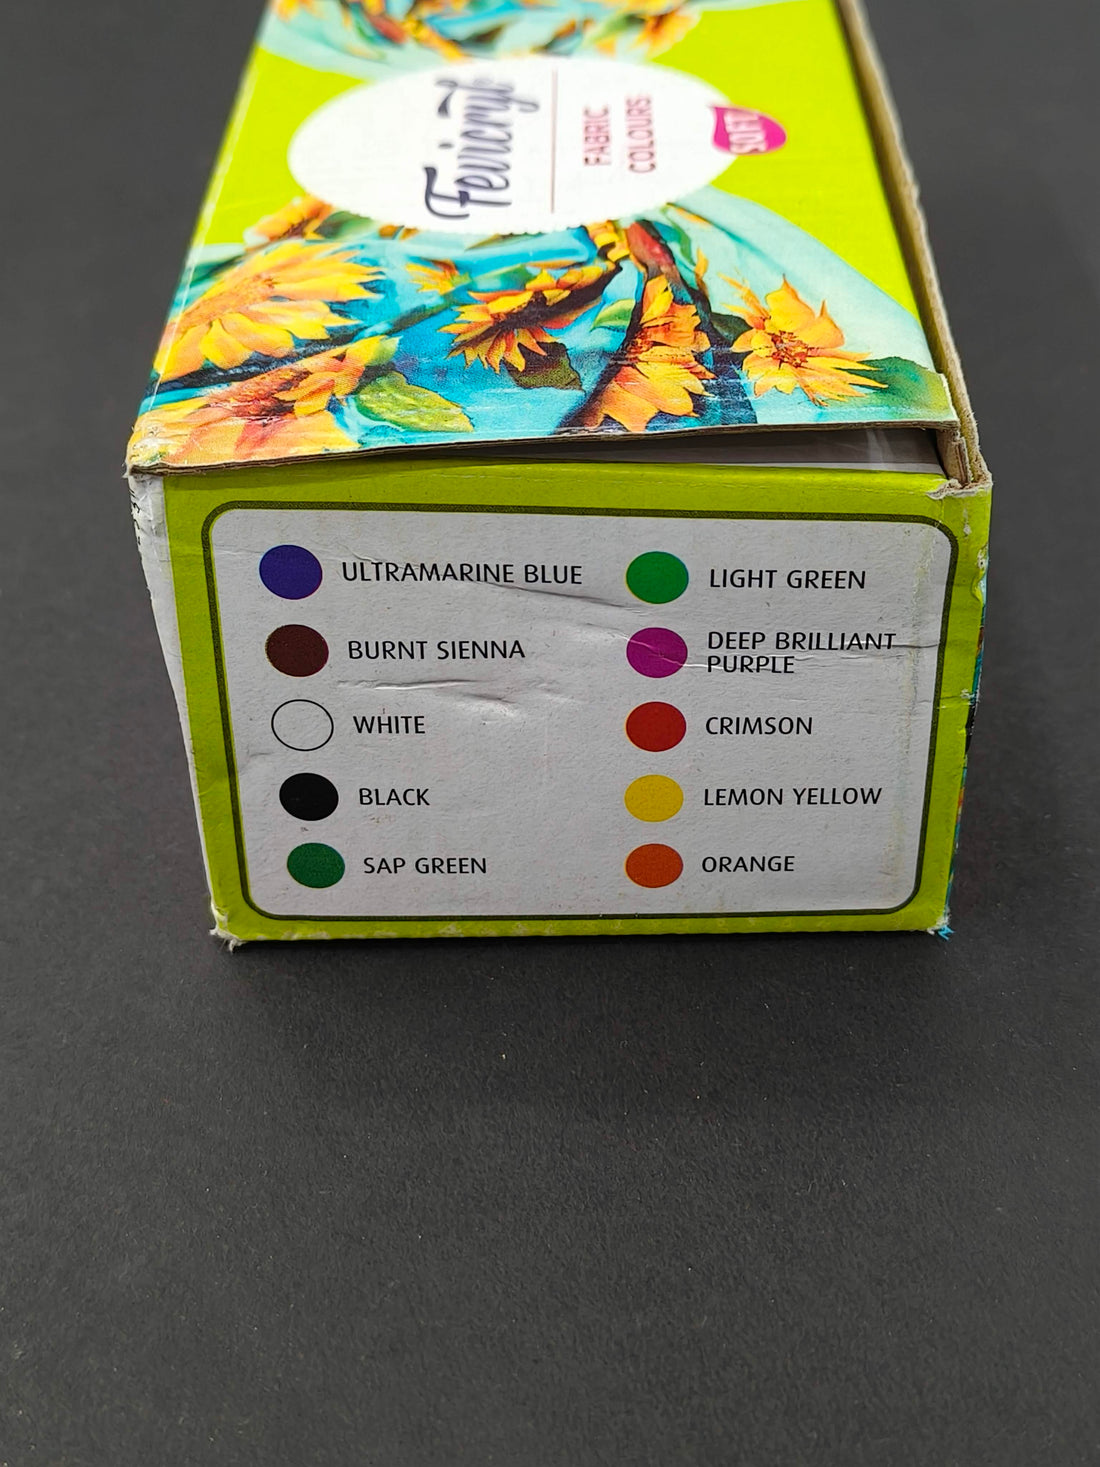 Fevicryl
FABRIC
COLOURS
SOFT
ULTRAMARINE BLUE
BURNT SIENNA
WHITE
BLACK
SAP GREEN
LIGHT GREEN
DEEP BRILLIANT
PURPLE
CRIMSON
LEMON YELLOW
ORANGE